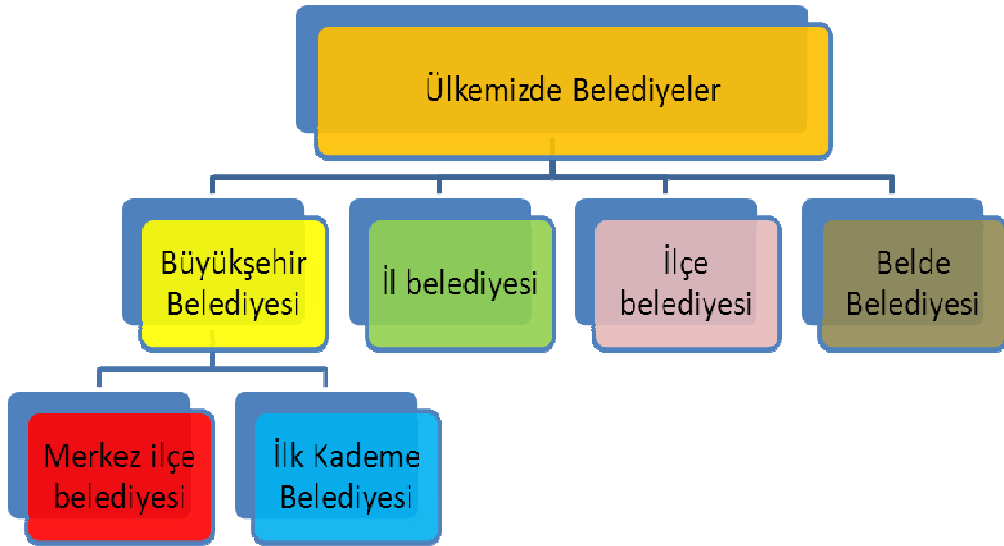 Ülkemizde Belediyeler
Büyükşehir
Belediyesi
İl belediyesi
İlçe
belediyesi
Belde
Belediyesi
Merkez ilçe
belediyesi
İlk Kademe
Belediyesi